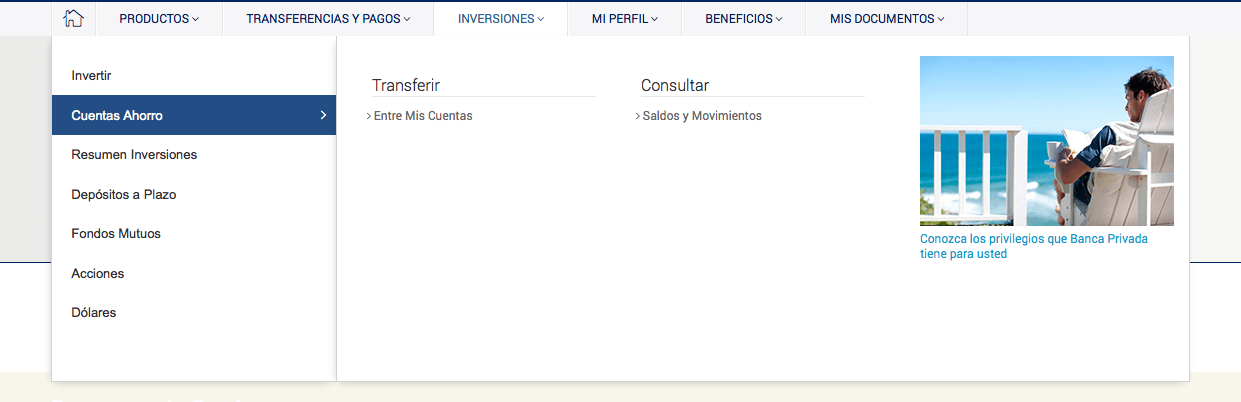 PRODUCTOS
TRANSFERENCIAS Y PAGOS
INVERSIONES
MI PERFIL
BENEFICIOS
MIS DOCUMENTOS
Invertir
Cuentas Ahorro
Resumen Inversiones
Depósitos a Plazo
Fondos Mutuos
Acciones
Dólares
Transferir
Entre Mis Cuentas
Consultar
Saldos y Movimientos
Conozca los privilegios que Banca Privada
tiene para usted